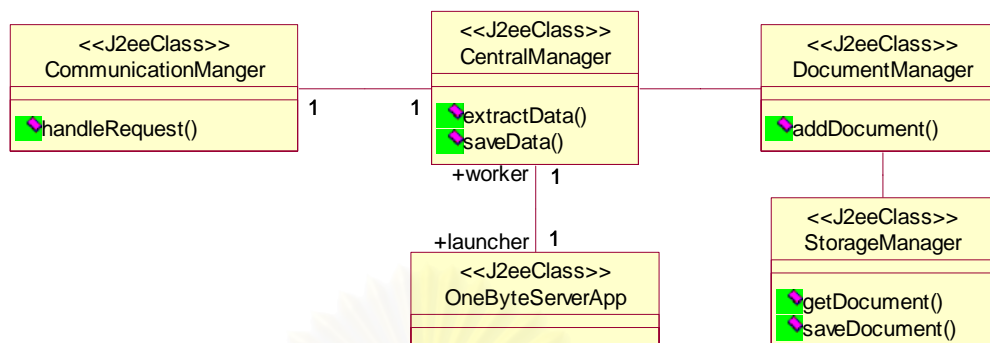 <<J2eeClass>>
CommunicationManger
handleRequest()
1
1
<<J2eeClass>>
CentralManager
extractData()
saveData()
+worker
1
+launcher
1
<<J2eeClass>>
OneByteServerApp
<<J2eeClass>>
DocumentManager
addDocument()
<<J2eeClass>>
StorageManager
getDocument()
saveDocument()